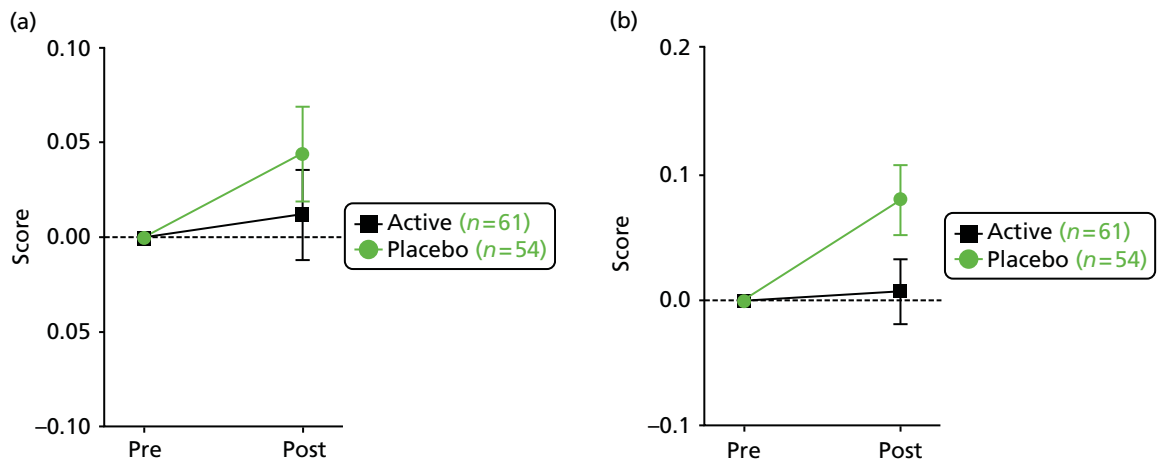 (a)
0.10
0.05
0.00
0.05
–0.10
Score
Pre
Post
Active (n=61)
Placebo (n=54)
(b)
0.2
0.1
0.0
–0.1
Score
Pre
Post
Active (n=61)
Placebo (n=54)